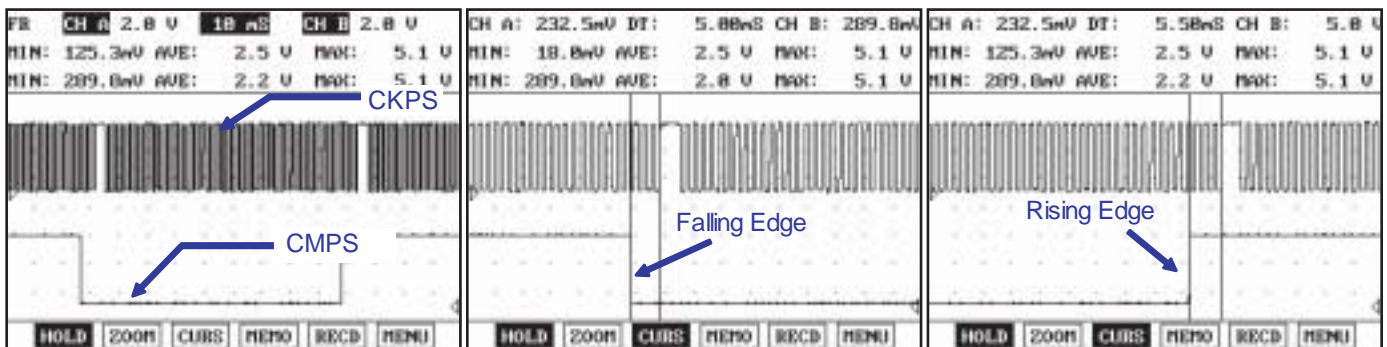 FR CH A 2.0 V 10 mS CH B 2.0 V
MIN: 125.3mV AVE: 2.5 V MAX: 5.1 V
MIN: 289.8mV AVE: 2.2 V MAX: 5.1 V
CKPS
CMPS
HOLD ZOOM CURS MEMO RECD MENU
CH A: 232.5mV DT: 5.00mS CH B: 289.8mV
MIN: 18.0mV AVE: 2.5 V MAX: 5.1 V
MIN: 289.8mV AVE: 2.0 V MAX: 5.1 V
Falling Edge
HOLD ZOOM CURS MEMO RECD MENU
CH A: 232.5mV DT: 5.50mS CH B: 5.0 V
MIN: 125.3mV AVE: 2.5 V MAX: 5.1 V
MIN: 289.8mV AVE: 2.2 V MAX: 5.1 V
Rising Edge
HOLD ZOOM CURS MEMO RECD MENU